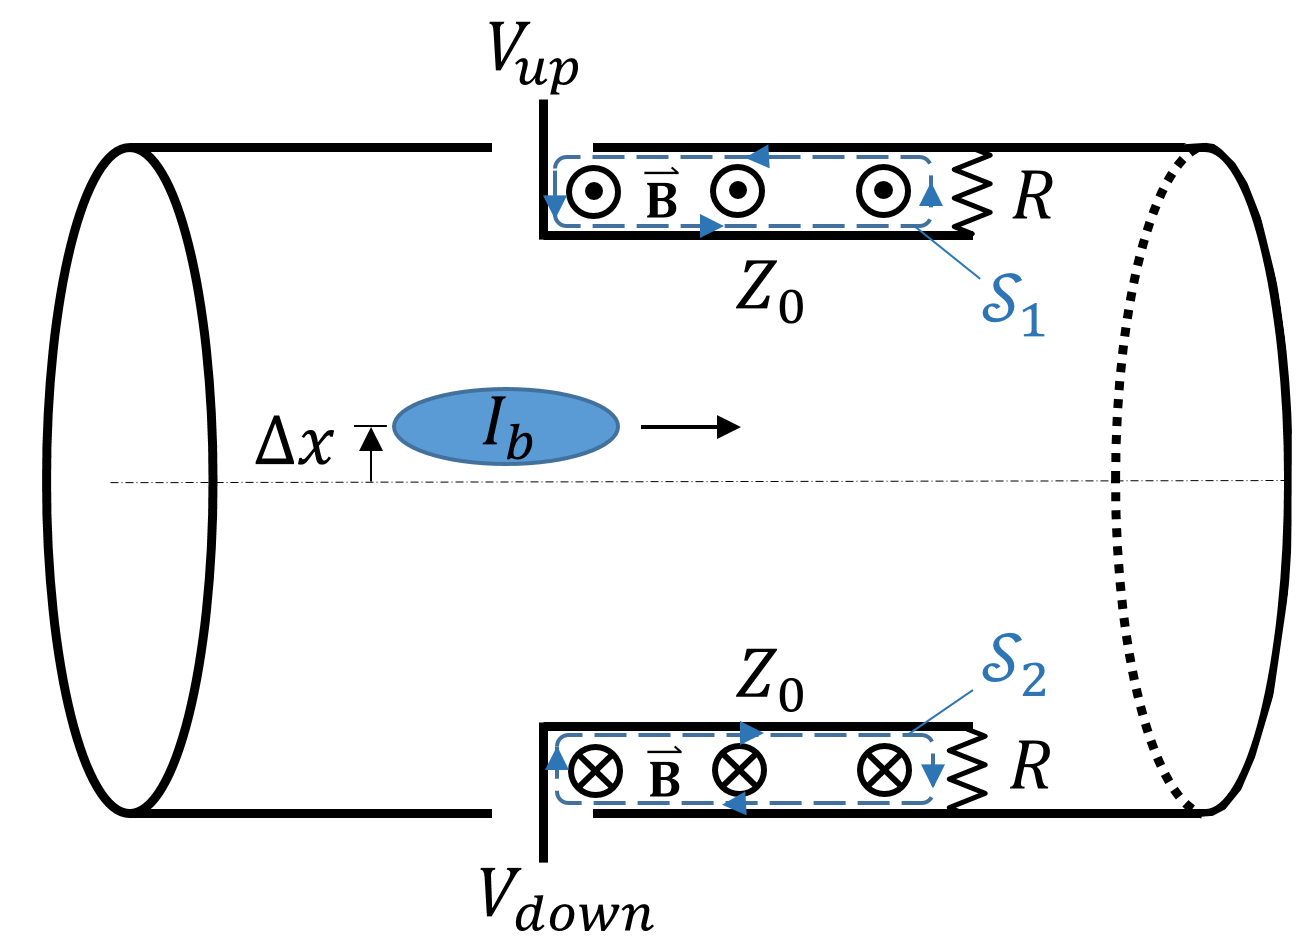 V_up
B⃗
R
Z_0
𝒮_1
Δx
I_b
Z_0
𝒮_2
B⃗
R
V_down